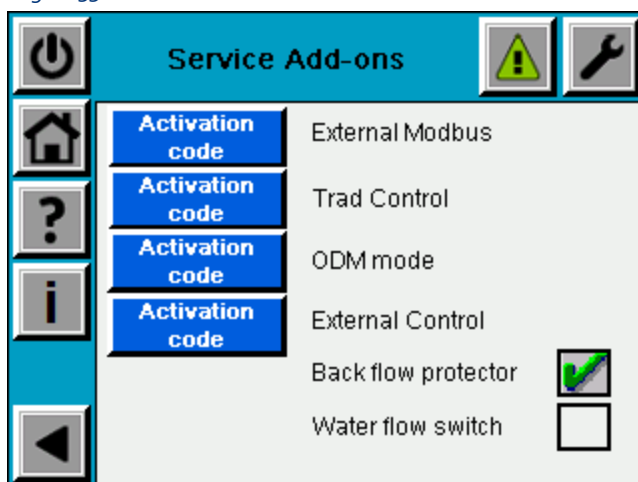 Service Add-ons
Activation
code
External Modbus
Activation
code
Trad Control
Activation
code
ODM mode
Activation
code
External Control
Back flow protector
Water flow switch
?
i